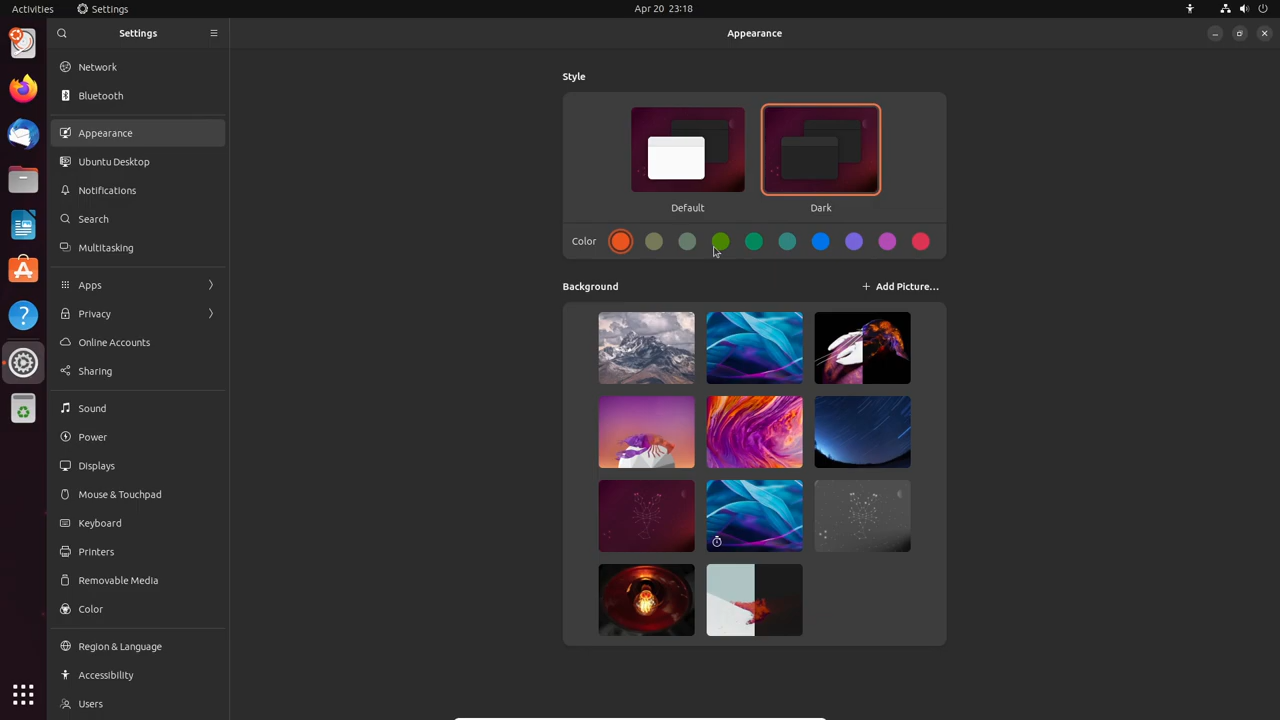 Activities
Settings
Apr 20 23:18
Settings
Appearance
Network
Bluetooth
Appearance
Ubuntu Desktop
Notifications
Search
Multitasking
Apps
Privacy
Online Accounts
Sharing
Sound
Power
Displays
Mouse & Touchpad
Keyboard
Printers
Removable Media
Color
Region & Language
Accessibility
Users
Style
Default
Dark
Color
Background
Add Picture...